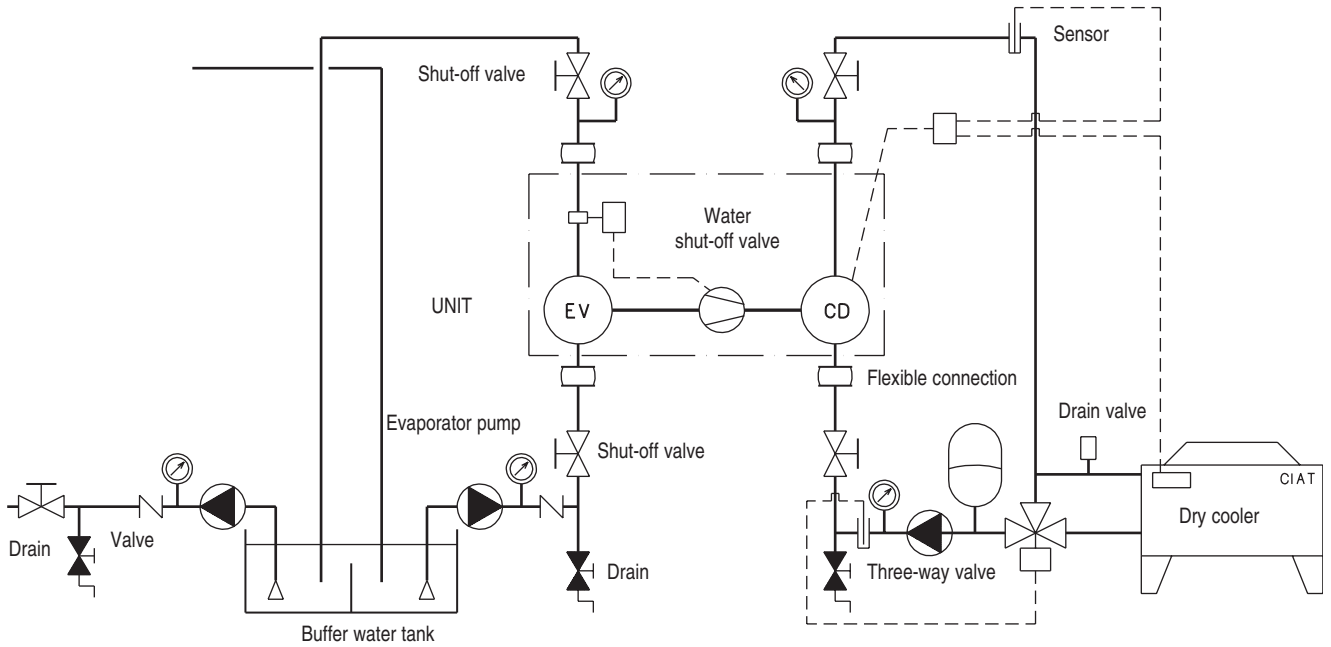 Sensor
Shut-off valve
Water
shut-off valve
UNIT
EV
CD
Flexible connection
Drain valve
Evaporator pump
Shut-off valve
CIAT
Dry cooler
Drain
Valve
Drain
Three-way valve
Buffer water tank